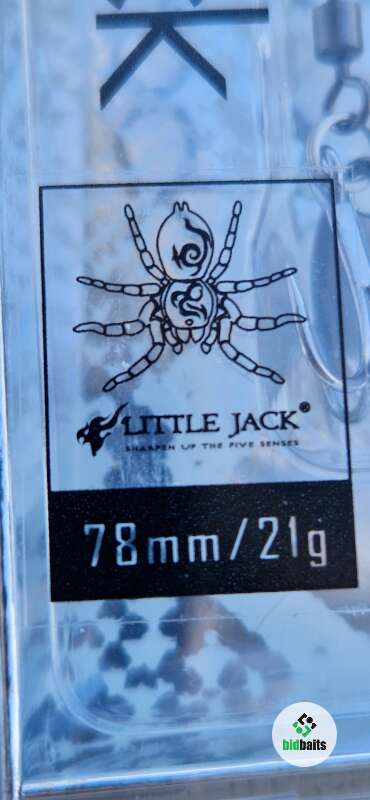 K
LITTLE JACK®
SHARPEN UP THE FIVE SENSES
78mm/21g
bidbaits